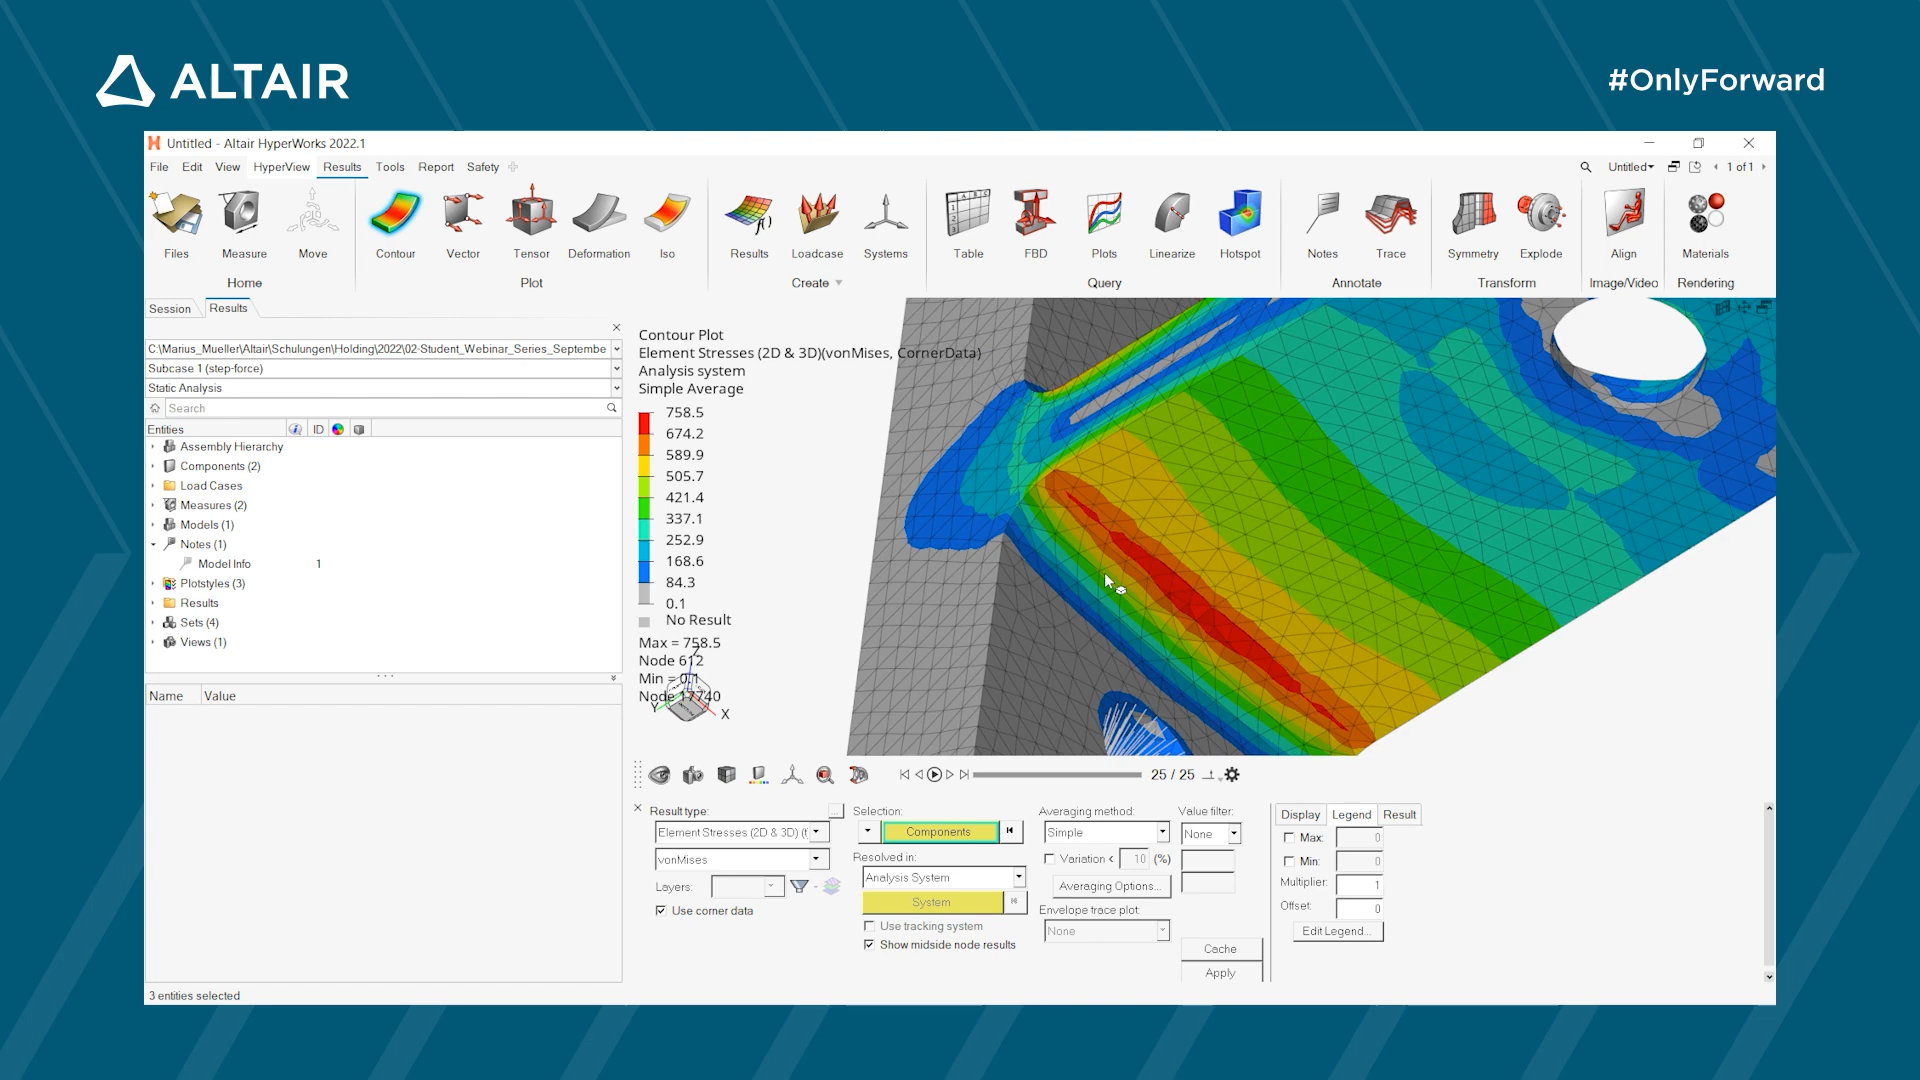 ALTAIR
#OnlyForward
Untitled - Altair HyperWorks 2022.1
File Edit View HyperView Results Tools Report Safety
Untitled
1 of 1
Files Measure Move Contour Vector Tensor Deformation Iso Results Loadcase Systems Table FBD Plots Linearize Hotspot Notes Trace Symmetry Explode Align Materials
Home Plot Create Query Annotate Transform Image/Video Rendering
Session Results
C:\Marius_Mueller\Altair\Schulungen\Holding\2022\02-Student_Webinar_Series_Septembe
Subcase 1 (step-force)
Static Analysis
Search
Entities ID
Assembly Hierarchy
Components (2)
Load Cases
Measures (2)
Models (1)
Notes (1)
Model Info 1
Plotstyles (3)
Results
Sets (4)
Views (1)
Name Value
3 entities selected
Contour Plot
Element Stresses (2D & 3D)(vonMises, CornerData)
Analysis system
Simple Average
758.5
674.2
589.9
505.7
421.4
337.1
252.9
168.6
84.3
0.1
No Result
Max = 758.5
Node 612
Min = 0.1
Node 17740
Z
Y
X
25 / 25
Result type:
Element Stresses (2D & 3D) (t
vonMises
Layers:
Use corner data
Selection:
Components
Resolved in:
Analysis System
System
Use tracking system
Show midside node results
Averaging method:
Simple
Variation < 10 (%)
Averaging Options...
Envelope trace plot:
None
Value filter:
None
Cache
Apply
Display Legend Result
Max: 0
Min: 0
Multiplier: 1
Offset: 0
Edit Legend...